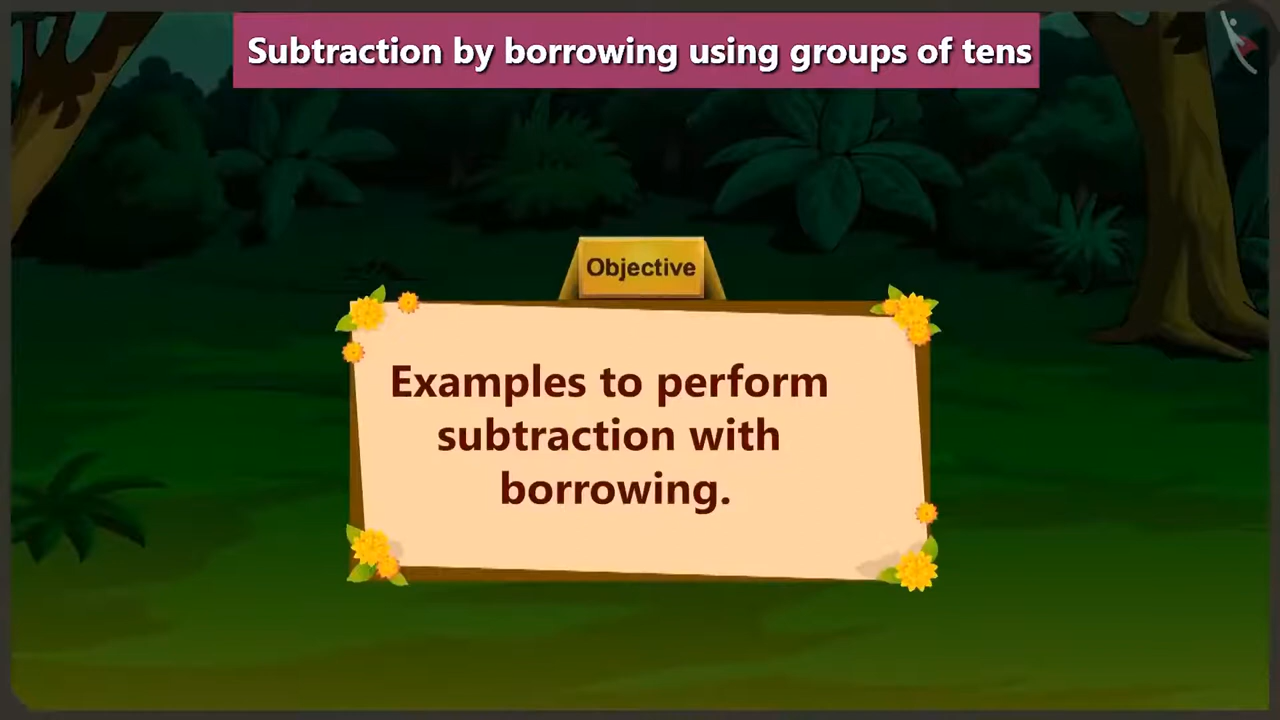 Subtraction by borrowing using groups of tens
Objective
Examples to perform
subtraction with
borrowing.